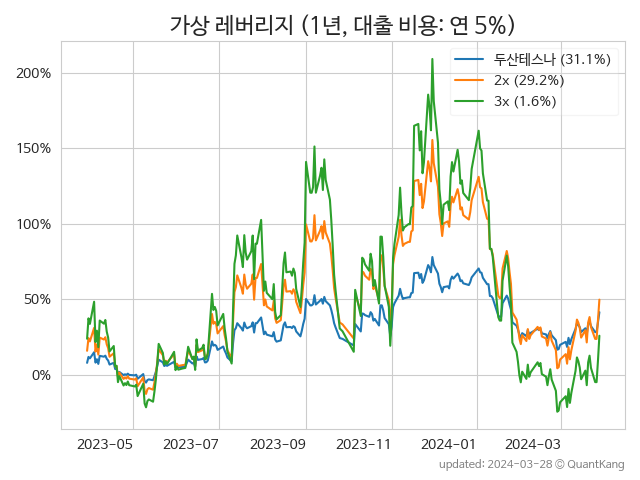 가상 레버리지 (1년, 대출 비용: 연 5%)
두산테스나 (31.1%)
2x (29.2%)
3x (1.6%)
200%
150%
100%
50%
0%
2023-05 2023-07 2023-09 2023-11 2024-01 2024-03
updated: 2024-03-28 © QuantKang